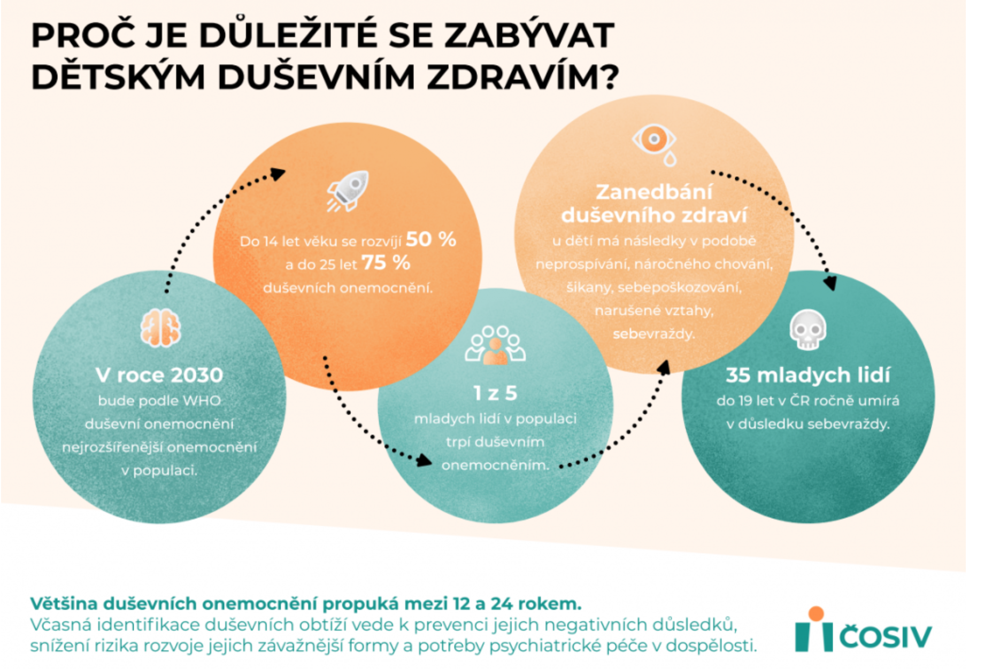 PROČ JE DŮLEŽITÉ SE ZABÝVAT
DĚTSKÝM DUŠEVNÍM ZDRAVÍM?
V roce 2030
bude podle WHO
duševní onemocnění
nejrozšířenější onemocnění
v populaci.
Do 14 let věku se rozvíjí 50 %
a do 25 let 75 %
duševních onemocnění.
1 z 5
mladych lidí v populaci
trpí duševním
onemocněním.
Zanedbání
duševního zdraví
u dětí má následky v podobě
neprospívání, náročného chování,
šikany, sebepoškozování,
narušené vztahy,
sebevraždy.
35 mladych lidí
do 19 let v ČR ročně umírá
v důsledku sebevraždy.
Většina duševních onemocnění propuká mezi 12 a 24 rokem.
Včasná identifikace duševních obtíží vede k prevenci jejich negativních důsledků,
snížení rizika rozvoje jejich závažnější formy a potřeby psychiatrické péče v dospělosti.
ČOSIV